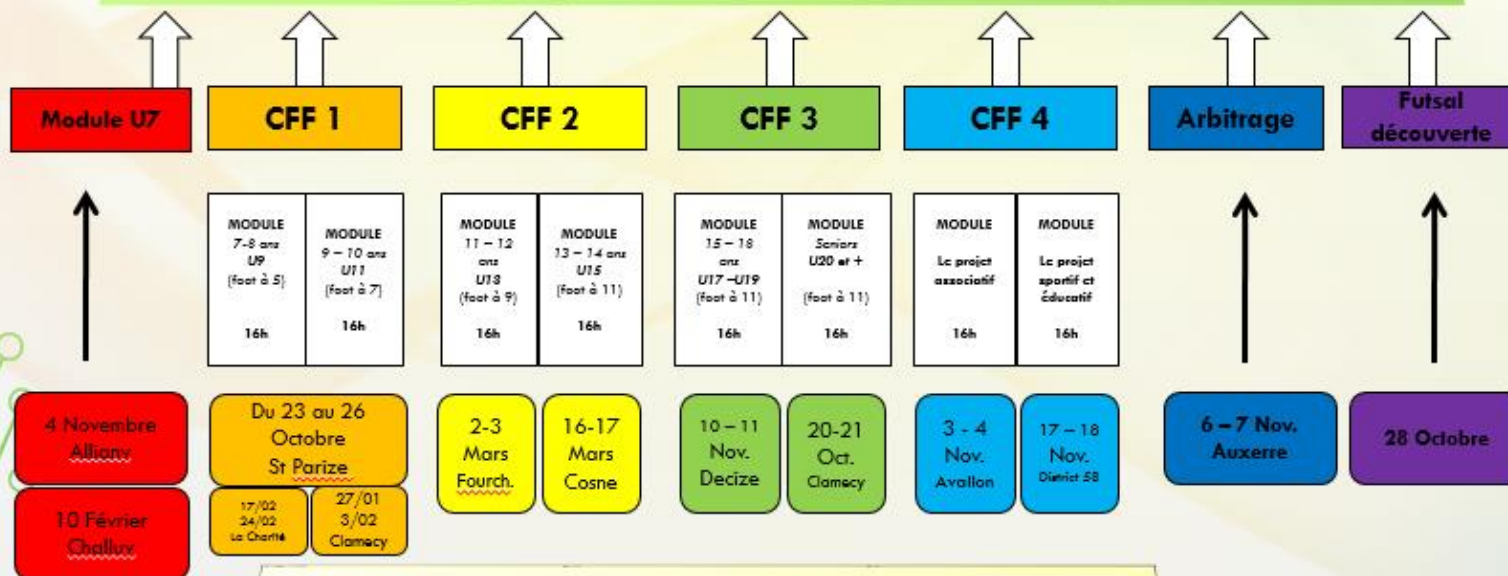 Module U7
CFF 1
CFF 2
CFF 3
CFF 4
Arbitrage
Futsal
découverte
MODULE
7-8 ans
U9
(foot à 5)
16h
MODULE
9 – 10 ans
U11
(foot à 7)
16h
MODULE
11 – 12
ans
U13
(foot à 9)
16h
MODULE
13 – 14 ans
U15
(foot à 11)
16h
MODULE
15 – 18
ans
U17 –U19
(foot à 11)
16h
MODULE
Seniors
U20 et +
(foot à 11)
16h
MODULE
Le projet
associatif
16h
MODULE
Le projet
sportif et
éducatif
16h
4 Novembre
Allianv
10 Février
Challuv
Du 23 au 26
Octobre
St Parize
17/02
24/02
La Charité
27/01
3/02
Clamecy
2-3
Mars
Fourch.
16-17
Mars
Cosne
10 – 11
Nov.
Decize
20-21
Oct.
Clamecy
3 - 4
Nov.
Avallon
17 – 18
Nov.
District 58
6 – 7 Nov.
Auxerre
28 Octobre